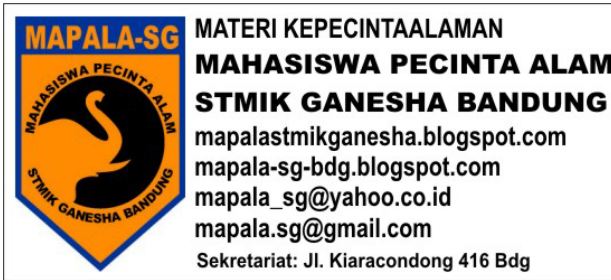 MAPALA-SG
MAHASISWA PECINTA ALAM
STMIK GANESHA BANDUNG
MATERI KEPECINTAALAMAN
MAHASISWA PECINTA ALAM
STMIK GANESHA BANDUNG
mapalastmikganesha.blogspot.com
mapala-sg-bdg.blogspot.com
mapala_sg@yahoo.co.id
mapala.sg@gmail.com
Sekretariat: Jl. Kiaracondong 416 Bdg